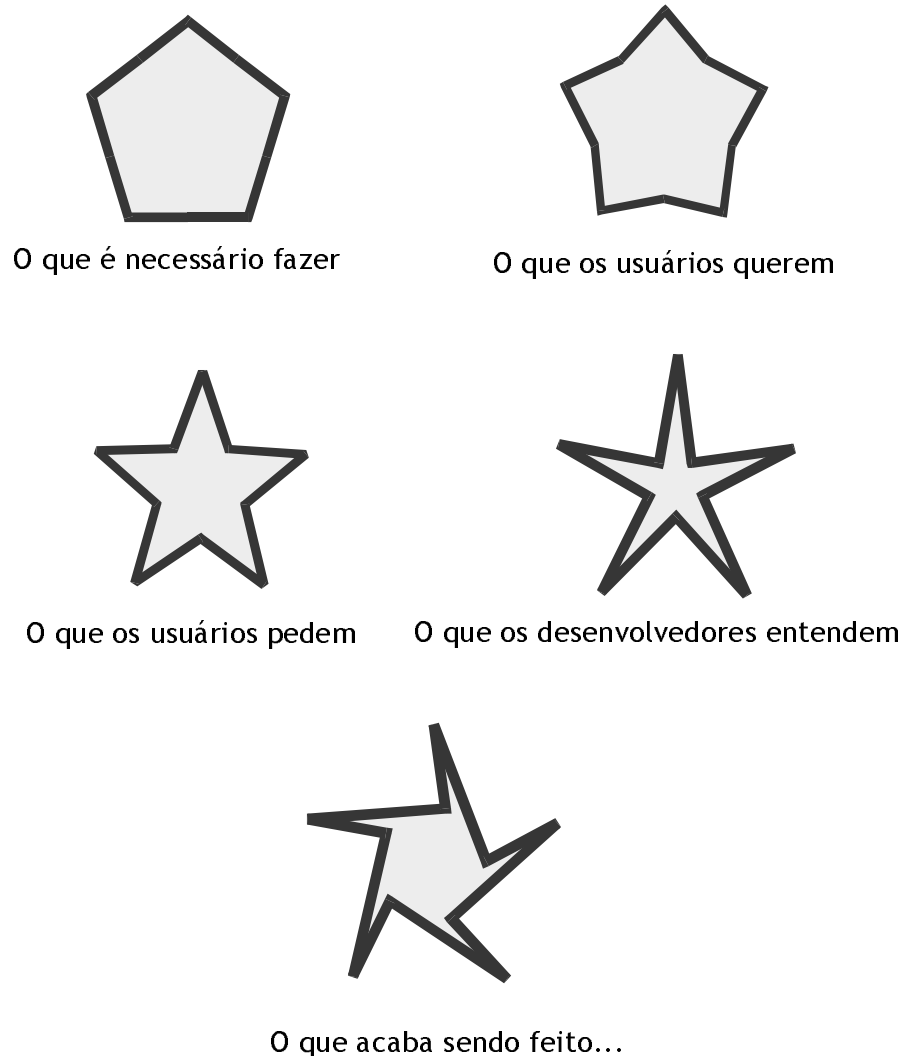 O que é necessário fazer
O que os usuários querem
O que os usuários pedem
O que os desenvolvedores entendem
O que acaba sendo feito...